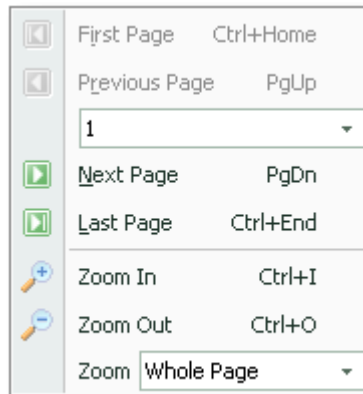 First Page Ctrl+Home
Previous Page PgUp
1
Next Page PgDn
Last Page Ctrl+End
Zoom In Ctrl+I
Zoom Out Ctrl+O
Zoom Whole Page